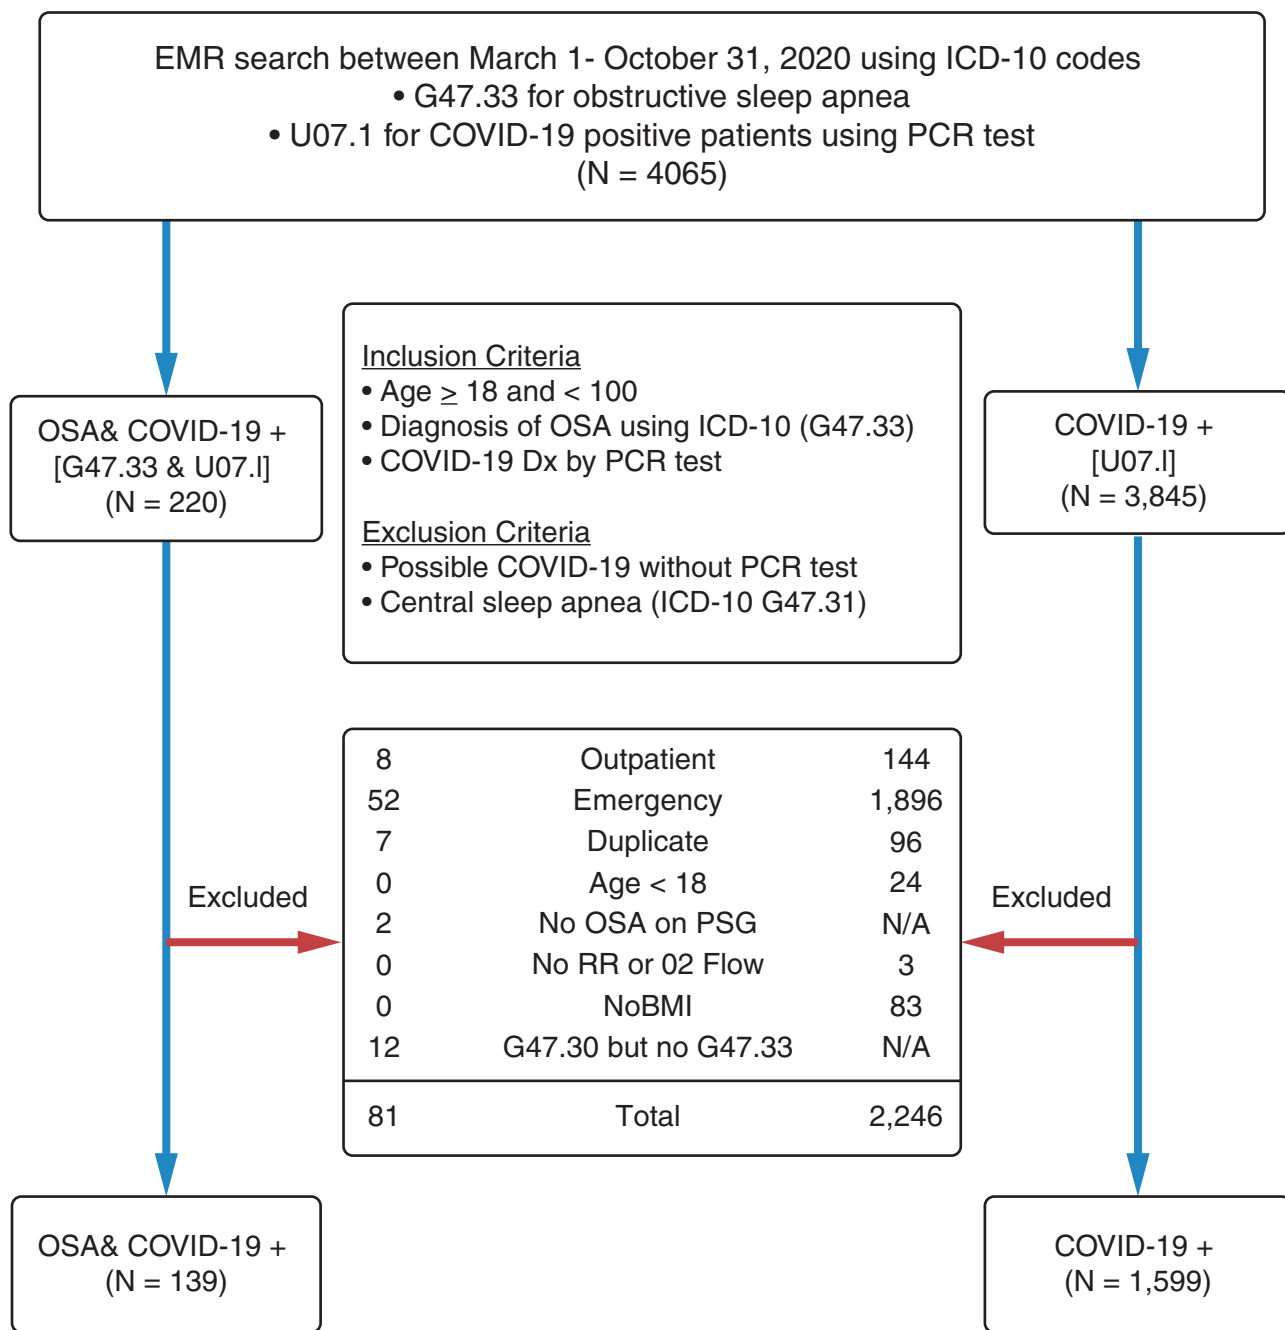 EMR search between March 1- October 31, 2020 using ICD-10 codes
• G47.33 for obstructive sleep apnea
• U07.1 for COVID-19 positive patients using PCR test
(N = 4065)
Inclusion Criteria
• Age ≥ 18 and < 100
• Diagnosis of OSA using ICD-10 (G47.33)
• COVID-19 Dx by PCR test
Exclusion Criteria
• Possible COVID-19 without PCR test
• Central sleep apnea (ICD-10 G47.31)
OSA& COVID-19 +
[G47.33 & U07.I]
(N = 220)
COVID-19 +
[U07.I]
(N = 3,845)
8 Outpatient 144
52 Emergency 1,896
7 Duplicate 96
0 Age < 18 24
2 No OSA on PSG N/A
0 No RR or 02 Flow 3
0 NoBMI 83
12 G47.30 but no G47.33 N/A
81 Total 2,246
Excluded
Excluded
OSA& COVID-19 +
(N = 139)
COVID-19 +
(N = 1,599)